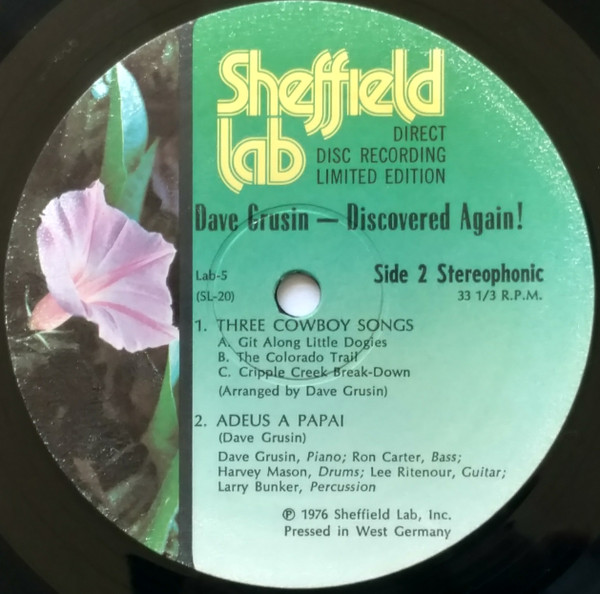 Sheffield
lab
DIRECT
DISC RECORDING
LIMITED EDITION
Dave Grusin — Discovered Again!
Lab-5
Side 2 Stereophonic
(SL-20)
33 1/3 R.P.M.
1. THREE COWBOY SONGS
A. Git Along Little Dogies
B. The Colorado Trail
C. Cripple Creek Break-Down
(Arranged by Dave Grusin)
2. ADEUS A PAPAI
(Dave Grusin)
Dave Grusin, Piano; Ron Carter, Bass;
Harvey Mason, Drums; Lee Ritenour, Guitar;
Larry Bunker, Percussion
℗ 1976 Sheffield Lab, Inc.
Pressed in West Germany